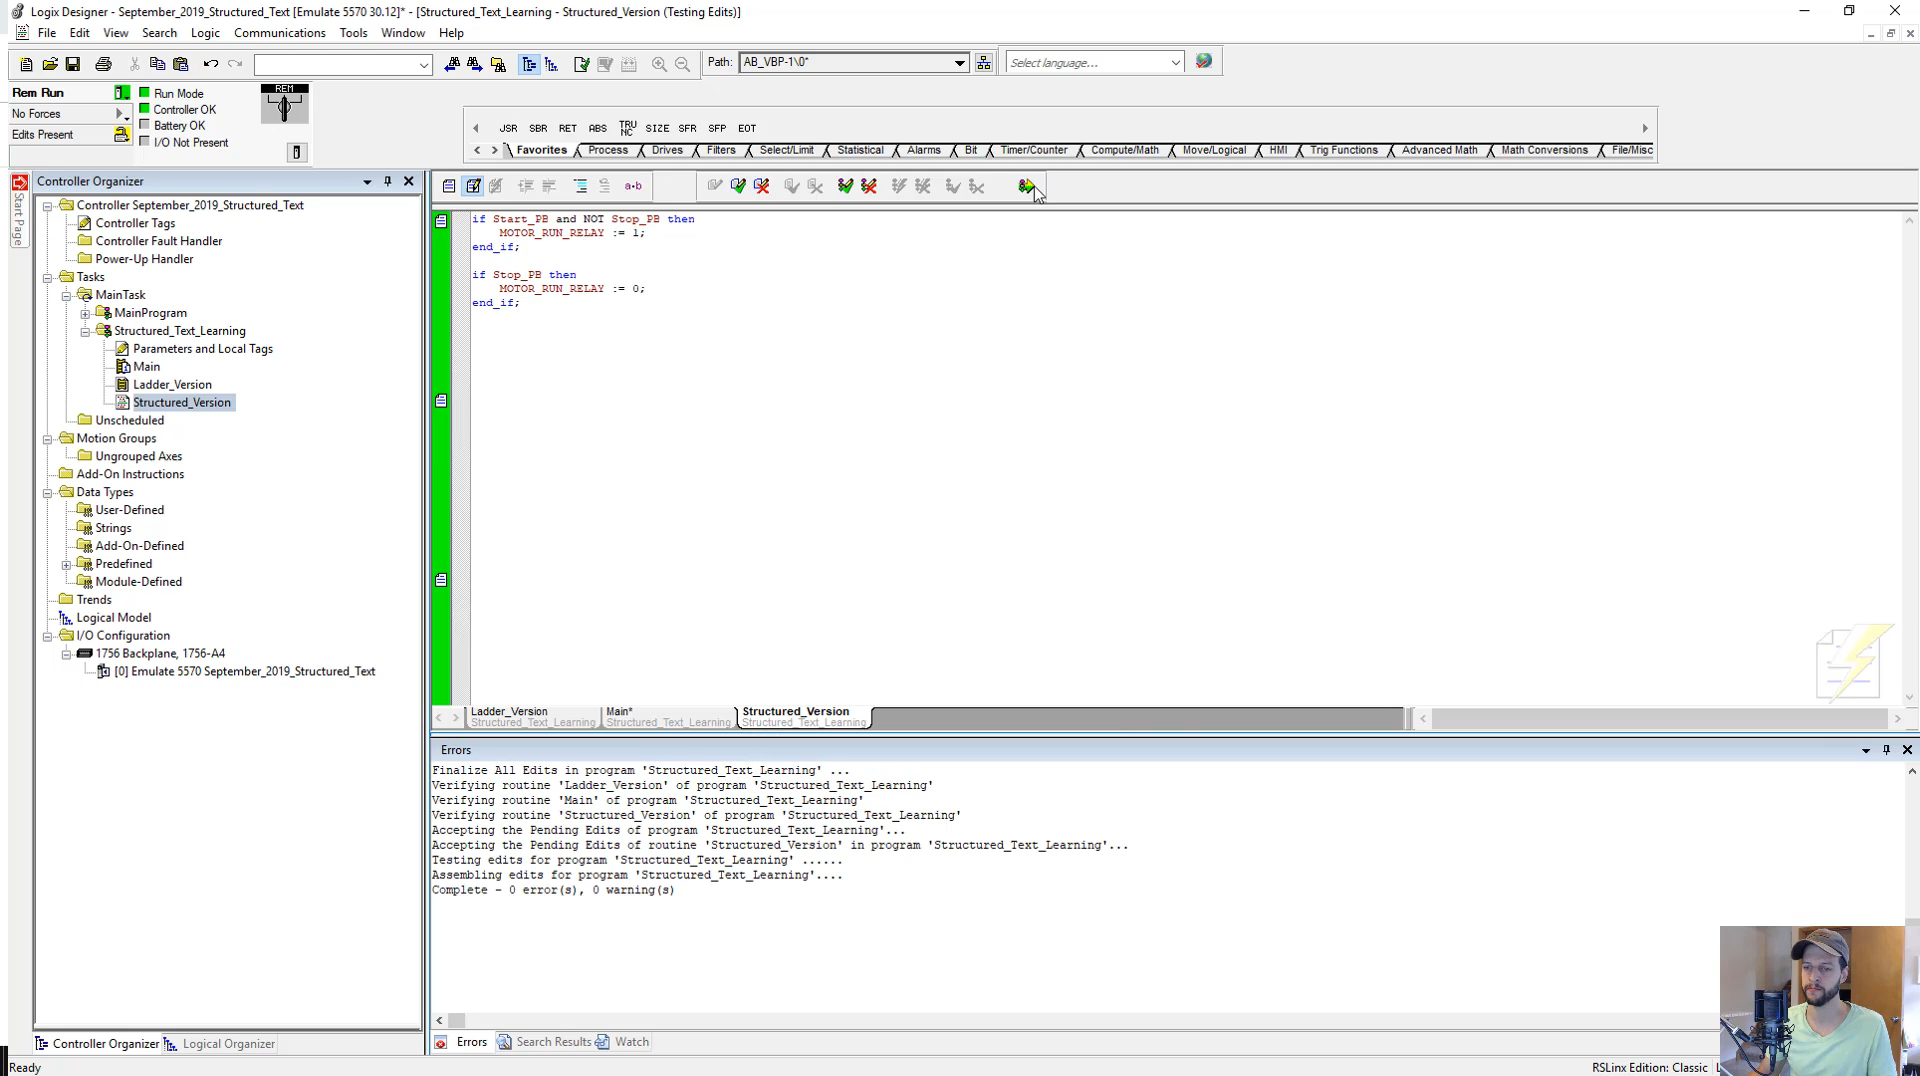 Logix Designer - September_2019_Structured_Text [Emulate 5570 30.12]* - [Structured_Text_Learning - Structured_Version (Testing Edits)]
File Edit View Search Logic Communications Tools Window Help
Path: AB_VBP-1\0* Select language...
Rem Run Run Mode REM
No Forces Controller OK
Battery OK
Edits Present I/O Not Present
JSR SBR RET ABS TRUNC SIZE SFR SFP EOT
Favorites Process Drives Filters Select/Limit Statistical Alarms Bit Timer/Counter Compute/Math Move/Logical HMI Trig Functions Advanced Math Math Conversions File/Misc
Start Page
Controller Organizer
Controller September_2019_Structured_Text
Controller Tags
Controller Fault Handler
Power-Up Handler
Tasks
MainTask
MainProgram
Structured_Text_Learning
Parameters and Local Tags
Main
Ladder_Version
Structured_Version
Unscheduled
Motion Groups
Ungrouped Axes
Add-On Instructions
Data Types
User-Defined
Strings
Add-On-Defined
Predefined
Module-Defined
Trends
Logical Model
I/O Configuration
1756 Backplane, 1756-A4
[0] Emulate 5570 September_2019_Structured_Text
Controller Organizer Logical Organizer
a+b
if Start_PB and NOT Stop_PB then
MOTOR_RUN_RELAY := 1;
end_if;
if Stop_PB then
MOTOR_RUN_RELAY := 0;
end_if;
Ladder_Version Main* Structured_Version
Structured_Text_Learning Structured_Text_Learning Structured_Text_Learning
Errors
Finalize All Edits in program 'Structured_Text_Learning' ...
Verifying routine 'Ladder_Version' of program 'Structured_Text_Learning'
Verifying routine 'Main' of program 'Structured_Text_Learning'
Verifying routine 'Structured_Version' of program 'Structured_Text_Learning'
Accepting the Pending Edits of program 'Structured_Text_Learning'...
Accepting the Pending Edits of routine 'Structured_Version' in program 'Structured_Text_Learning'...
Testing edits for program 'Structured_Text_Learning' ......
Assembling edits for program 'Structured_Text_Learning'....
Complete - 0 error(s), 0 warning(s)
Errors Search Results Watch
Ready RSLinx Edition: Classic